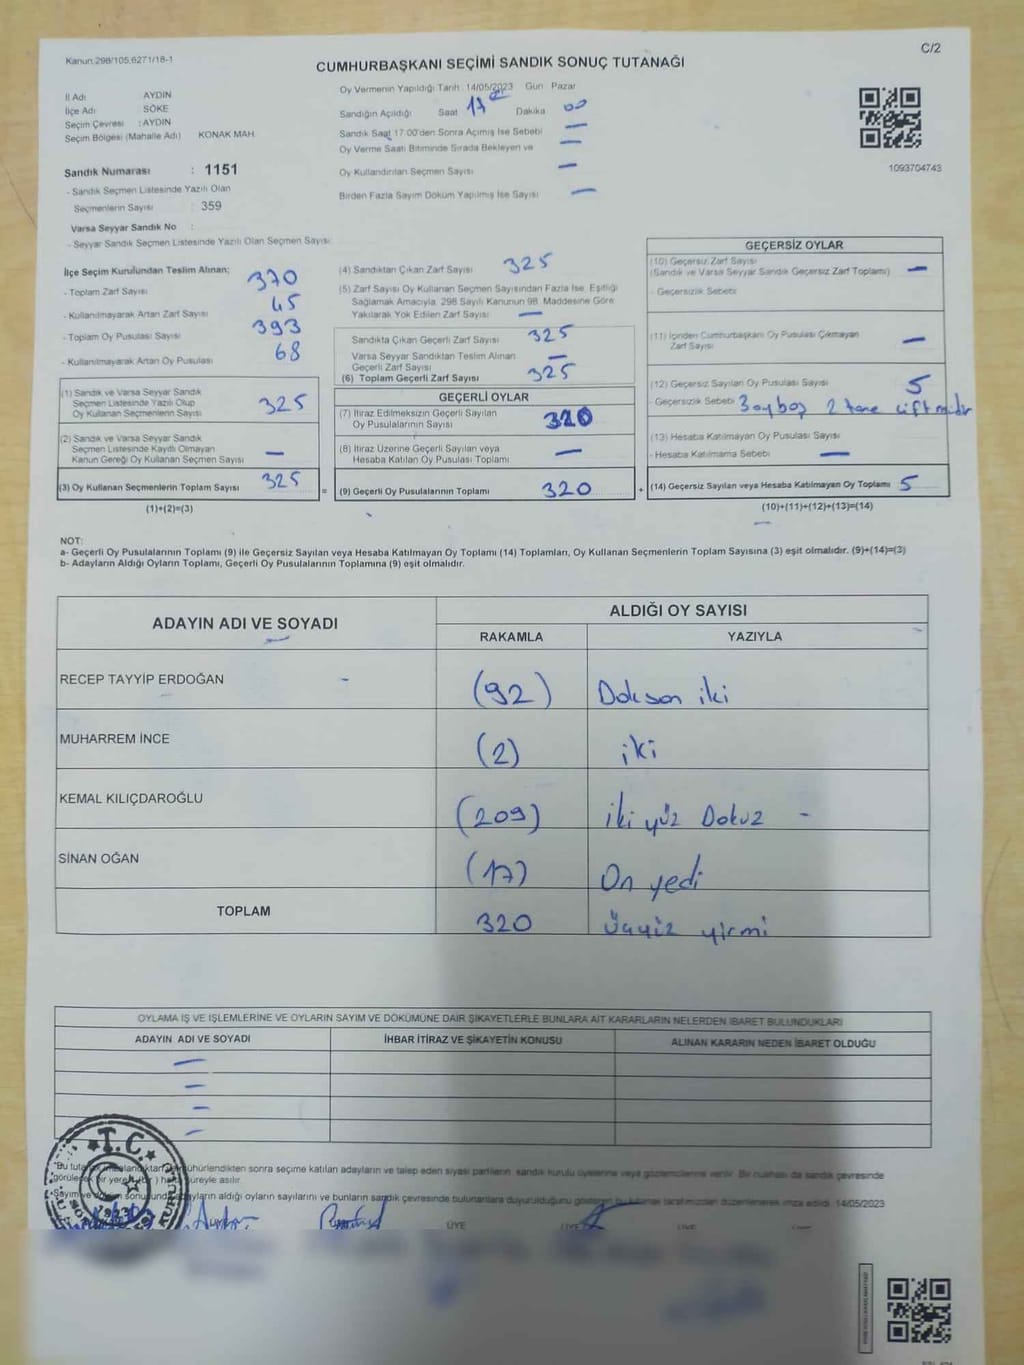 Kanun 298/105,6271/18-1
C/2
CUMHURBAŞKANI SEÇİMİ SANDIK SONUÇ TUTANAĞI
İl Adı AYDIN
İlçe Adı SÖKE
Seçim Çevresi : AYDIN
Seçim Bölgesi (Mahalle Adı) KONAK MAH.
Sandık Numarası : 1151
- Sandık Seçmen Listesinde Yazılı Olan
Seçmenlerin Sayısı 359
Varsa Seyyar Sandık No :
- Seyyar Sandık Seçmen Listesinde Yazılı Olan Seçmen Sayısı
Oy Vermenin Yapıldığı Tarih 14/05/2023 Gün Pazar
Sandığın Açıldığı Saat 17 Dakika 00
Sandık Saat 17.00'den Sonra Açılmış İse Sebebi —
Oy Verme Saati Bitiminde Sırada Bekleyen ve —
Oy Kullandırılan Seçmen Sayısı —
Birden Fazla Sayım Döküm Yapılmış İse Sayısı —
1093704743
İlçe Seçim Kurulundan Teslim Alınan;
- Toplam Zarf Sayısı 370
- Kullanılmayarak Artan Zarf Sayısı 45
- Toplam Oy Pusulası 393
- Kullanılmayarak Artan Oy Pusulası 68
(1) Sandık ve Varsa Seyyar Sandık
Seçmen Listesinde Yazılı Olup
Oy Kullanan Seçmenlerin Sayısı 325
(2) Sandık ve Varsa Seyyar Sandık
Seçmen Listesinde Kayıtlı Olmayan
Kanun Gereği Oy Kullanan Seçmen Sayısı —
(3) Oy Kullanan Seçmenlerin Toplam Sayısı 325 =
(1)+(2)=(3)
(4) Sandıktan Çıkan Zarf Sayısı 325
(5) Zarf Sayısı Oy Kullanan Seçmen Sayısından Fazla İse, Eşitliği
Sağlamak Amacıyla, 298 Sayılı Kanunun 98. Maddesine Göre
Yakılarak Yok Edilen Zarf Sayısı —
Sandıkta Çıkan Geçerli Zarf Sayısı 325
Varsa Seyyar Sandıktan Teslim Alınan
Geçerli Zarf Sayısı —
(6) Toplam Geçerli Zarf Sayısı 325
GEÇERLİ OYLAR
(7) İtiraz Edilmeksizin Geçerli Sayılan
Oy Pusulalarının Sayısı 320
(8) İtiraz Üzerine Geçerli Sayılan veya
Hesaba Katılan Oy Pusulası Toplamı —
(9) Geçerli Oy Pusulalarının Toplamı 320 +
GEÇERSİZ OYLAR
(10) Geçersiz Zarf Sayısı
(Sandık ve Varsa Seyyar Sandık Geçersiz Zarf Toplamı) —
- Geçersizlik Sebebi
(11) İçinden Cumhurbaşkanı Oy Pusulası Çıkmayan
Zarf Sayısı —
(12) Geçersiz Sayılan Oy Pusulası Sayısı 5
- Geçersizlik Sebebi 3 oy boş 2 tane çift mühür
(13) Hesaba Katılmayan Oy Pusulası Sayısı
- Hesaba Katılmama Sebebi —
(14) Geçersiz Sayılan veya Hesaba Katılmayan Oy Toplamı 5
(10)+(11)+(12)+(13)=(14)
NOT:
a- Geçerli Oy Pusulalarının Toplamı (9) ile Geçersiz Sayılan veya Hesaba Katılmayan Oy Toplamı (14) Toplamları, Oy Kullanan Seçmenlerin Toplam Sayısına (3) eşit olmalıdır. (9)+(14)=(3)
b- Adayların Aldığı Oyların Toplamı, Geçerli Oy Pusulalarının Toplamına (9) eşit olmalıdır.
ADAYIN ADI VE SOYADI
ALDIĞI OY SAYISI
RAKAMLA YAZIYLA
RECEP TAYYİP ERDOĞAN (92) Doksan iki
MUHARREM İNCE (2) iki
KEMAL KILIÇDAROĞLU (209) iki yüz Dokuz -
SİNAN OĞAN (17) On yedi
TOPLAM 320 üçyüz yirmi
OYLAMA İŞ VE İŞLEMLERİNE VE OYLARIN SAYIM VE DÖKÜMÜNE DAİR ŞİKAYETLERLE BUNLARA AİT KARARLARIN NELERDEN İBARET BULUNDUKLARI
ADAYIN ADI VE SOYADI İHBAR İTİRAZ VE ŞİKAYETİN KONUSU ALINAN KARARIN NEDEN İBARET OLDUĞU
—
—
—
—
T.C.
mühürlendikten sonra seçime katılan adayların ve talep eden siyasi partilerin sandık kurulu üyelerine veya gözlemcilerine verilir. Bir nüshası da sandık çevresinde
süreyle asılır.
adayların aldığı oyların sayılarını ve bunların sandık çevresinde bulunanlara duyurulduğunu gösteren bu tutanak tarafımızdan düzenlenerek imza edildi. 14/05/2023
ÜYE ÜYE ÜYE